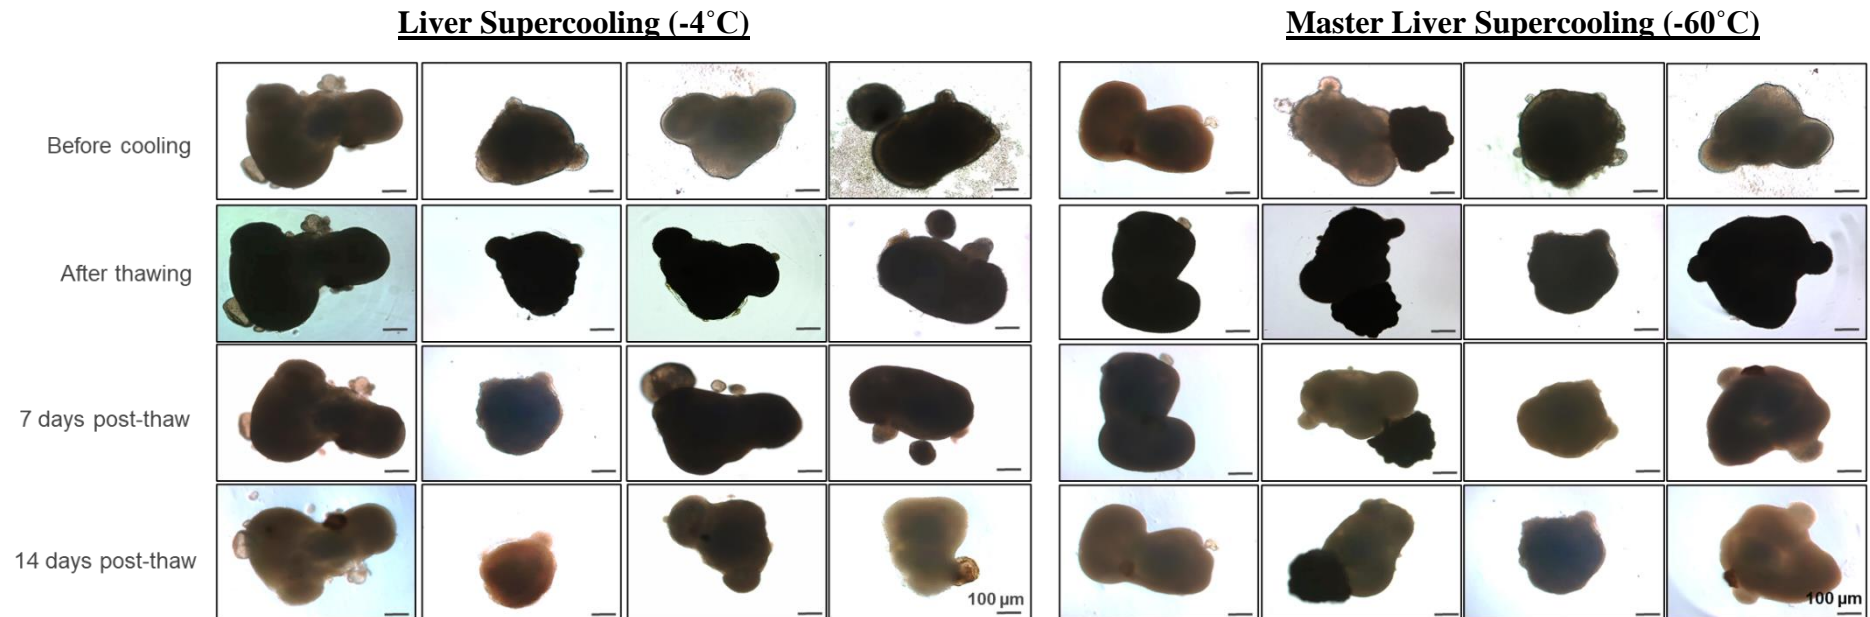 Liver Supercooling (-4˚C)
Master Liver Supercooling (-60˚C)
Before cooling
After thawing
7 days post-thaw
14 days post-thaw
100 µm
100 µm